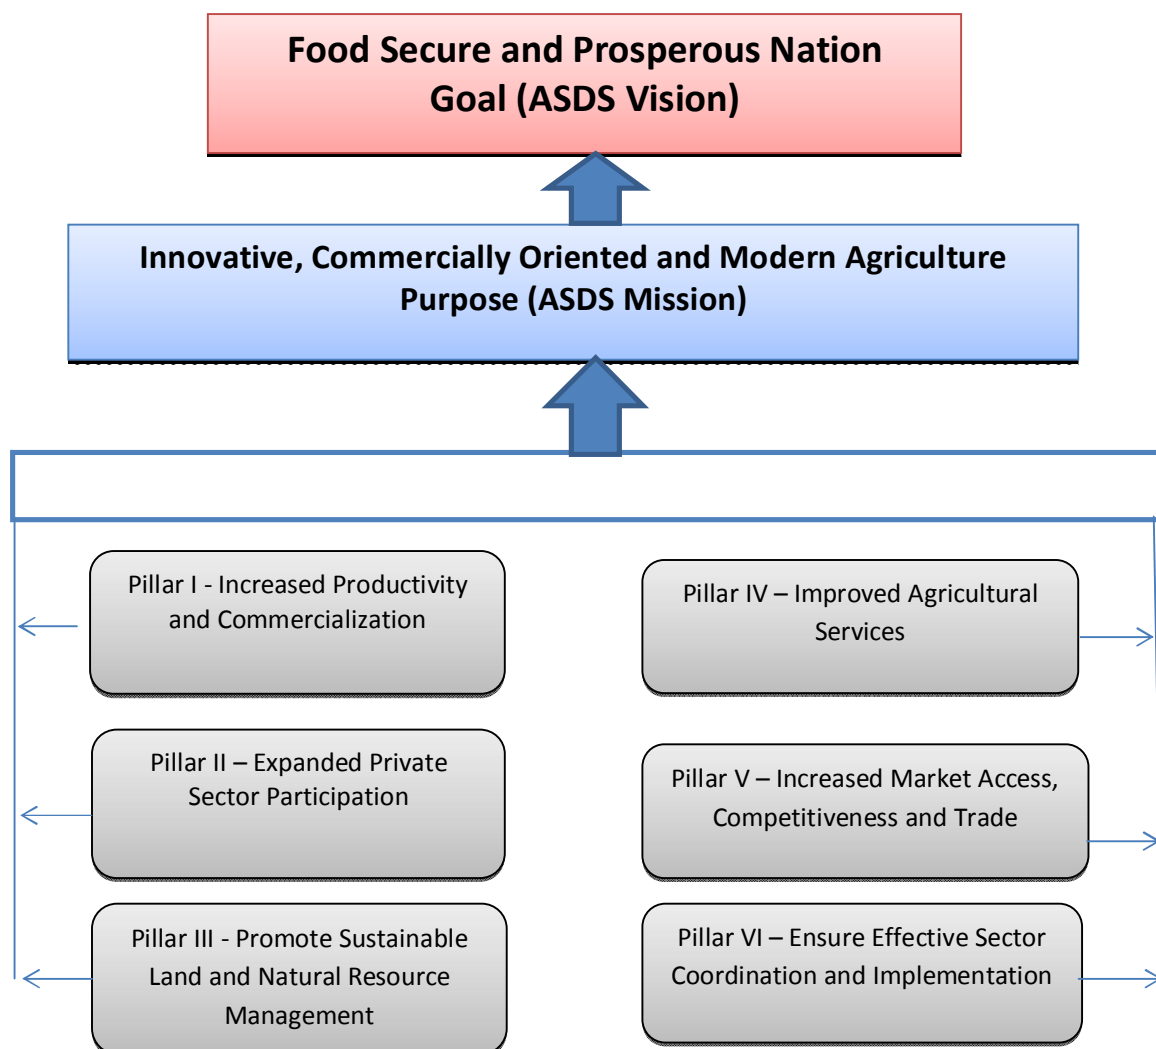 Food Secure and Prosperous Nation
Goal (ASDS Vision)
Innovative, Commercially Oriented and Modern Agriculture
Purpose (ASDS Mission)
Pillar I - Increased Productivity
and Commercialization
Pillar II – Expanded Private
Sector Participation
Pillar III - Promote Sustainable
Land and Natural Resource
Management
Pillar IV – Improved Agricultural
Services
Pillar V – Increased Market Access,
Competitiveness and Trade
Pillar VI – Ensure Effective Sector
Coordination and Implementation